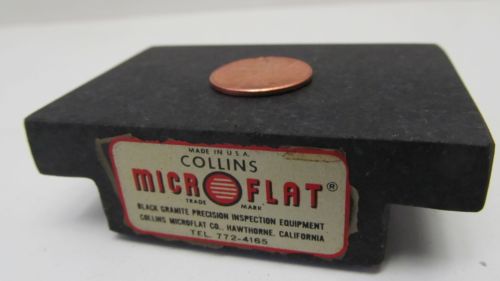 MADE IN U.S.A.
COLLINS
MICROFLAT®
TRADE MARK
BLACK GRANITE PRECISION INSPECTION EQUIPMENT
COLLINS MICROFLAT CO., HAWTHORNE, CALIFORNIA
TEL. 772-4165